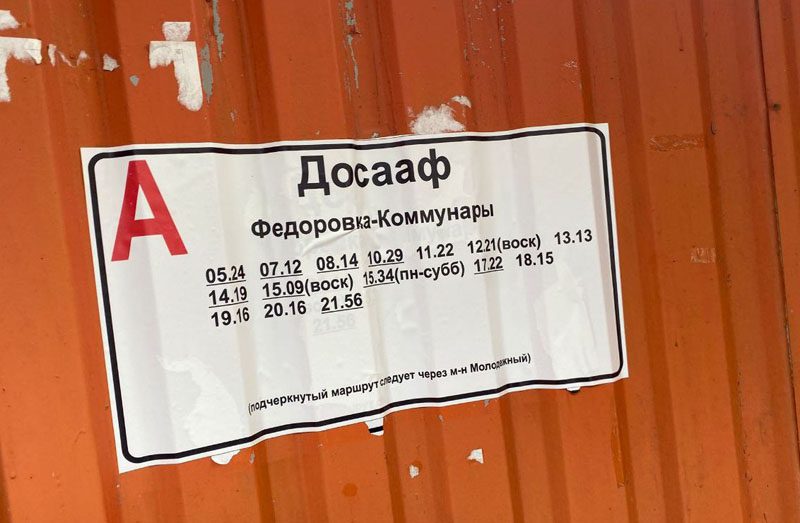 А
Досааф
Федоровка-Коммунары
05.24 07.12 08.14 10.29 11.22 12.21(воск) 13.13
14.19 15.09(воск) 15.34(пн-субб) 17.22 18.15
19.16 20.16 21.56
21.56
(подчеркнутый маршрут следует через м-н Молодежный)